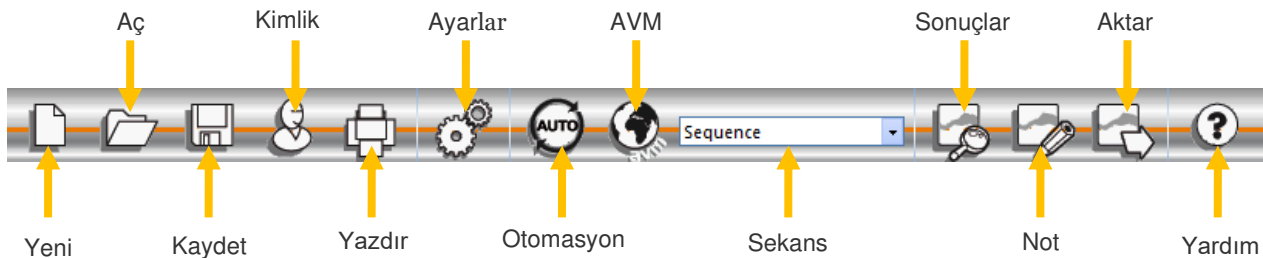 Aç Kimlik Ayarlar AVM Sonuçlar Aktar
AUTO Sequence ?
Yeni Kaydet Yazdır Otomasyon Sekans Not Yardım